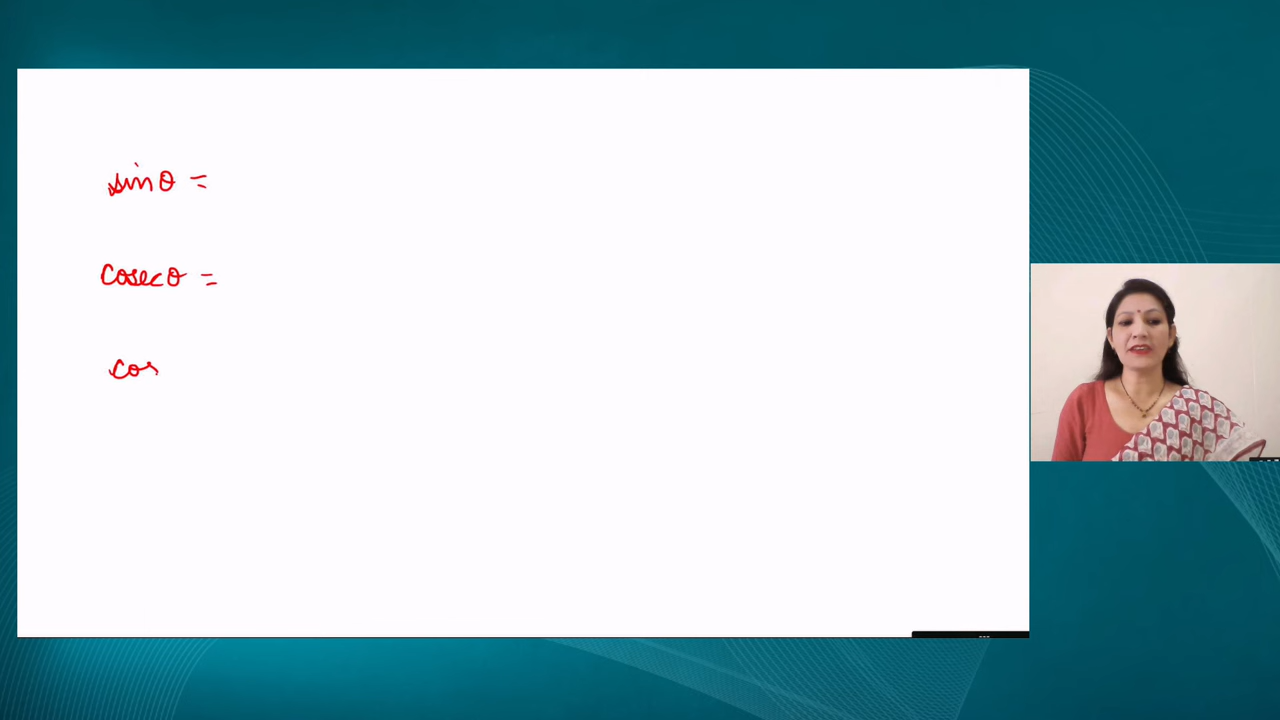 sinθ =
cosecθ =
cos